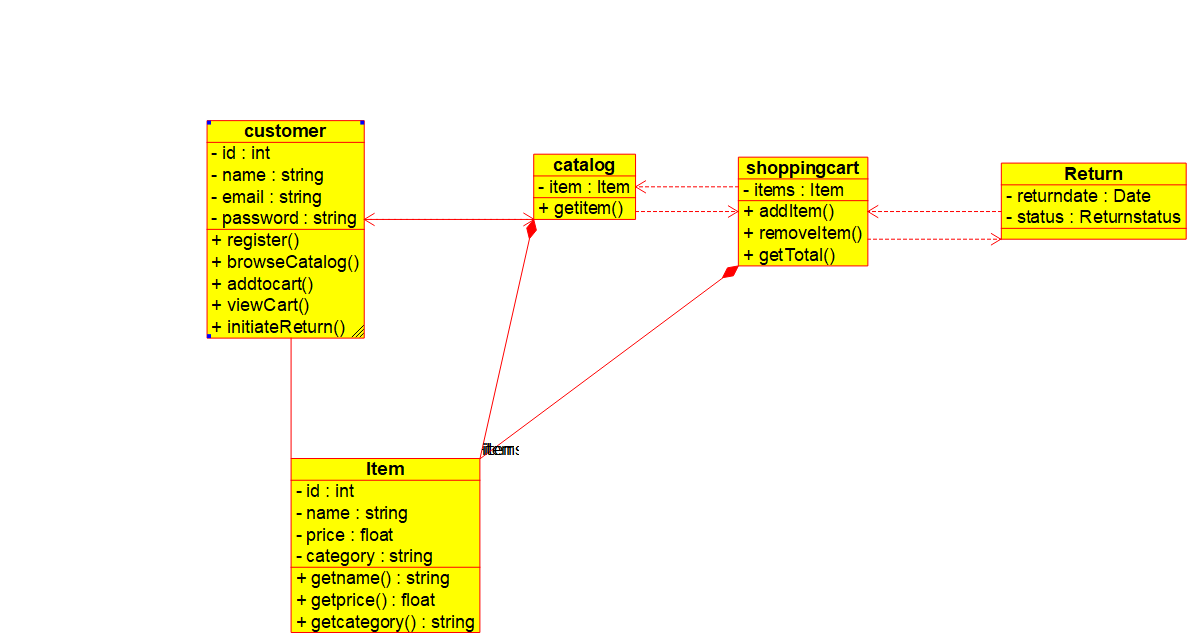 customer
- id : int
- name : string
- email : string
- password : string
+ register()
+ browseCatalog()
+ addtocart()
+ viewCart()
+ initiateReturn()
catalog
- item : Item
+ getitem()
shoppingcart
- items : Item
+ addItem()
+ removeItem()
+ getTotal()
Return
- returndate : Date
- status : Returnstatus
Item
- id : int
- name : string
- price : float
- category : string
+ getname() : string
+ getprice() : float
+ getcategory() : string